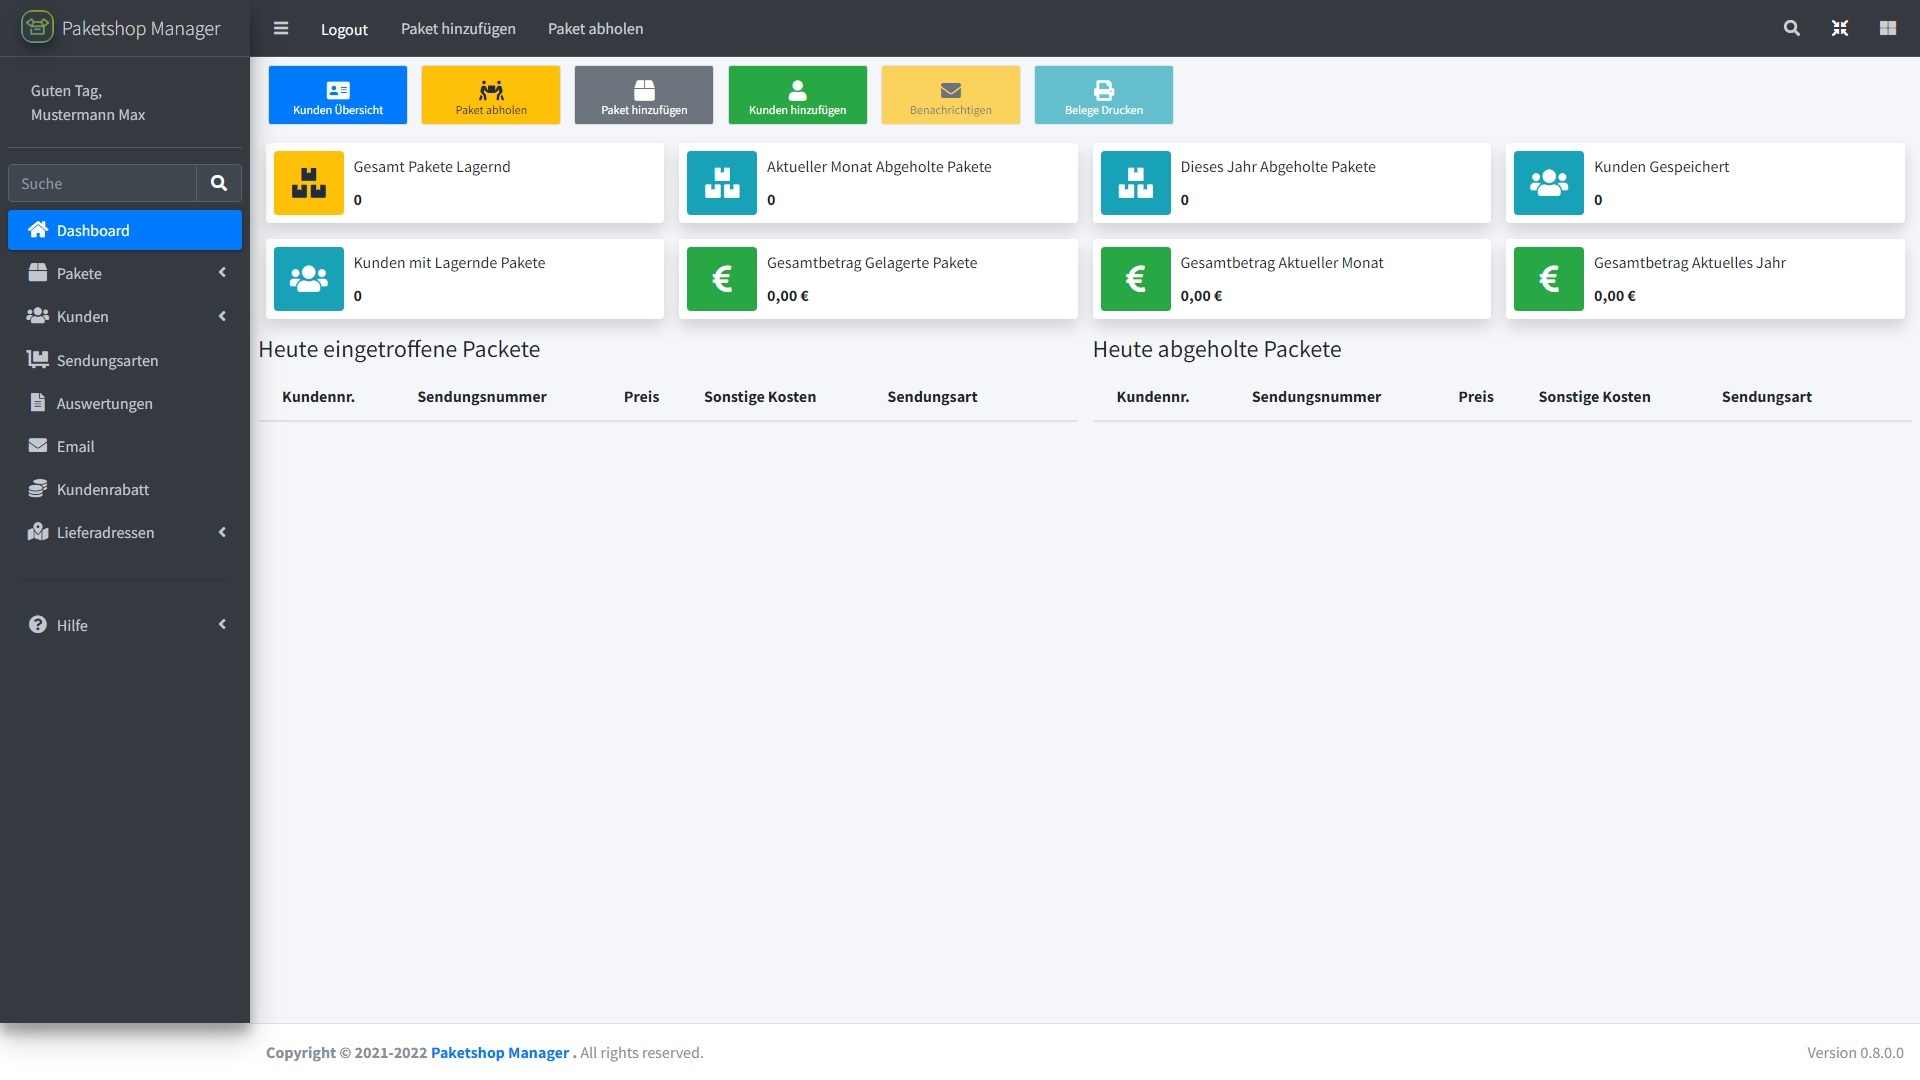 Paketshop Manager
Logout Paket hinzufügen Paket abholen
Guten Tag,
Mustermann Max
Suche
Dashboard
Pakete
Kunden
Sendungsarten
Auswertungen
Email
Kundenrabatt
Lieferadressen
Hilfe
Kunden Übersicht
Paket abholen
Paket hinzufügen
Kunden hinzufügen
Benachrichtigen
Belege Drucken
Gesamt Pakete Lagernd
0
Aktueller Monat Abgeholte Pakete
0
Dieses Jahr Abgeholte Pakete
0
Kunden Gespeichert
0
Kunden mit Lagernde Pakete
0
Gesamtbetrag Gelagerte Pakete
0,00 €
Gesamtbetrag Aktueller Monat
0,00 €
Gesamtbetrag Aktuelles Jahr
0,00 €
Heute eingetroffene Packete
Kundennr. Sendungsnummer Preis Sonstige Kosten Sendungsart
Heute abgeholte Packete
Kundennr. Sendungsnummer Preis Sonstige Kosten Sendungsart
Copyright © 2021-2022 Paketshop Manager . All rights reserved.
Version 0.8.0.0